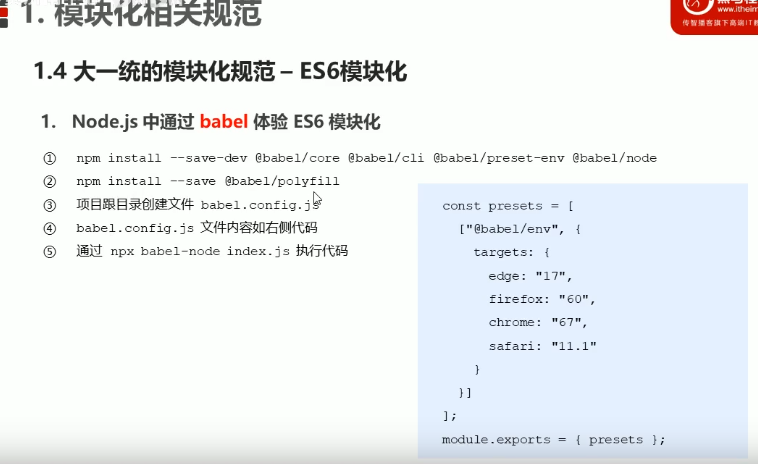 1. 模块化相关规范
www.itheim
传智播客旗下高端IT
1.4 大一统的模块化规范 – ES6模块化
1. Node.js 中通过 babel 体验 ES6 模块化
① npm install --save-dev @babel/core @babel/cli @babel/preset-env @babel/node
② npm install --save @babel/polyfill
③ 项目跟目录创建文件 babel.config.js
④ babel.config.js 文件内容如右侧代码
⑤ 通过 npx babel-node index.js 执行代码
const presets = [
["@babel/env", {
targets: {
edge: "17",
firefox: "60",
chrome: "67",
safari: "11.1"
}
}]
];
module.exports = { presets };